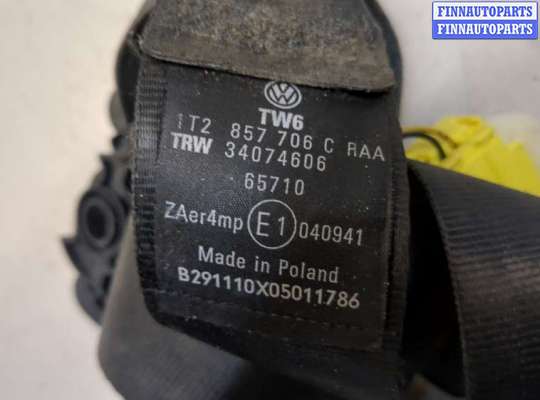 FINNAUTOPARTS
FINNAUTOPARTS
TW6
1T2 857 706 C RAA
TRW 34074606
65710
ZAer4mp E1 040941
Made in Poland
B291110X05011786